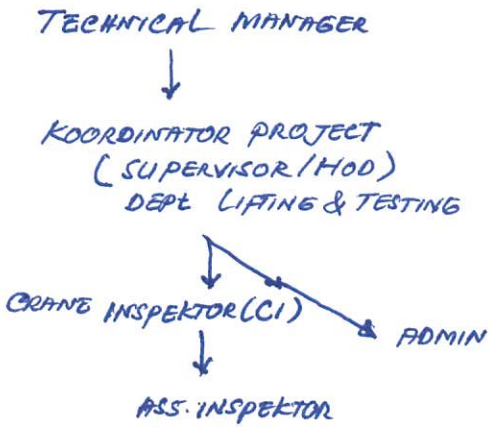 TECHNICAL MANAGER
KOORDINATOR PROJECT
(SUPERVISOR/HOD)
DEPT LIFTING & TESTING
CRANE INSPEKTOR (CI)
ADMIN
ASS. INSPEKTOR